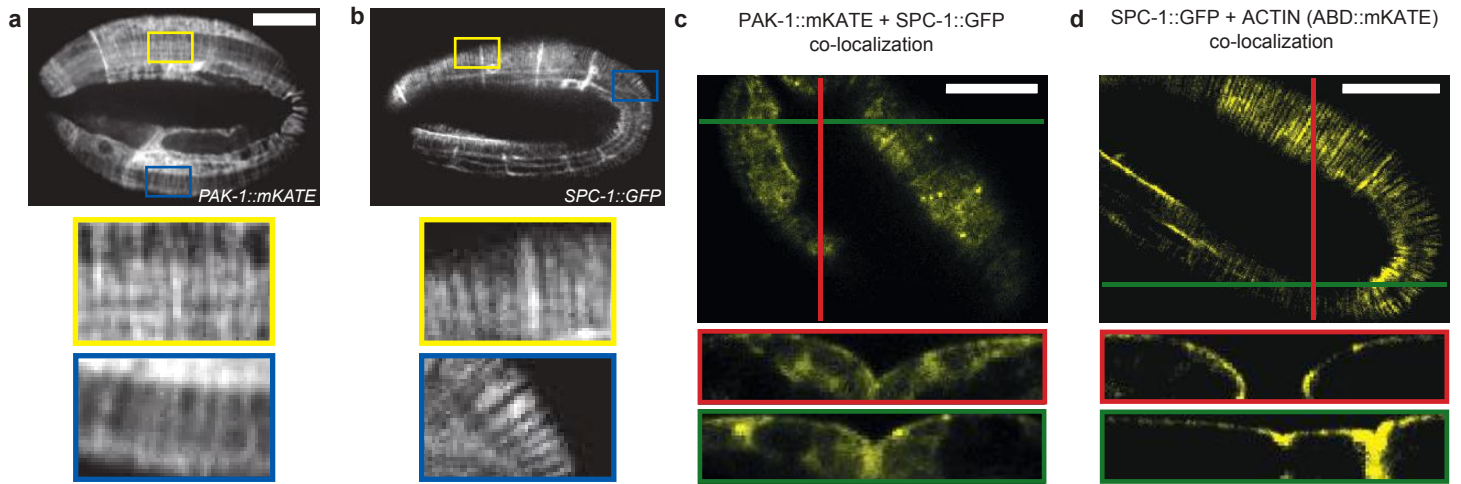 a
b
c
d
PAK-1::mKATE + SPC-1::GFP
co-localization
SPC-1::GFP + ACTIN (ABD::mKATE)
co-localization
PAK-1::mKATE
SPC-1::GFP